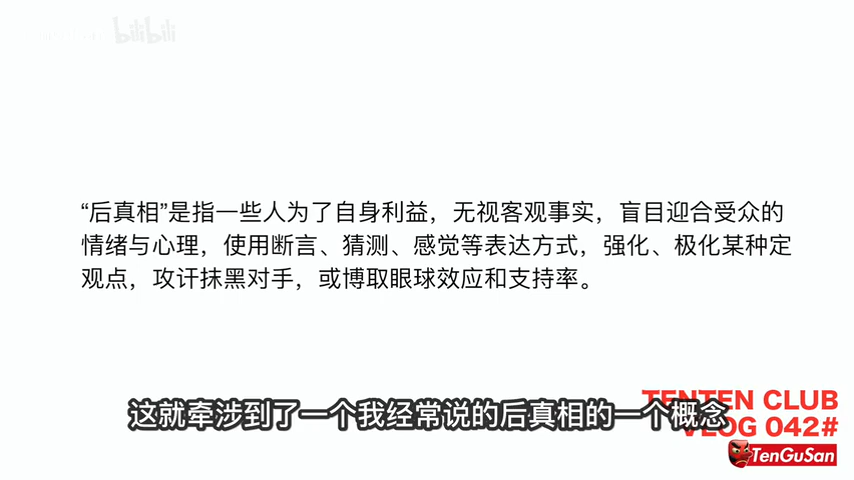 bilibili
“后真相”是指一些人为了自身利益，无视客观事实，盲目迎合受众的
情绪与心理，使用断言、猜测、感觉等表达方式，强化、极化某种定
观点，攻讦抹黑对手，或博取眼球效应和支持率。
这就牵涉到了一个我经常说的后真相的一个概念
TENTEN CLUB
VLOG 042#
TenGuSan